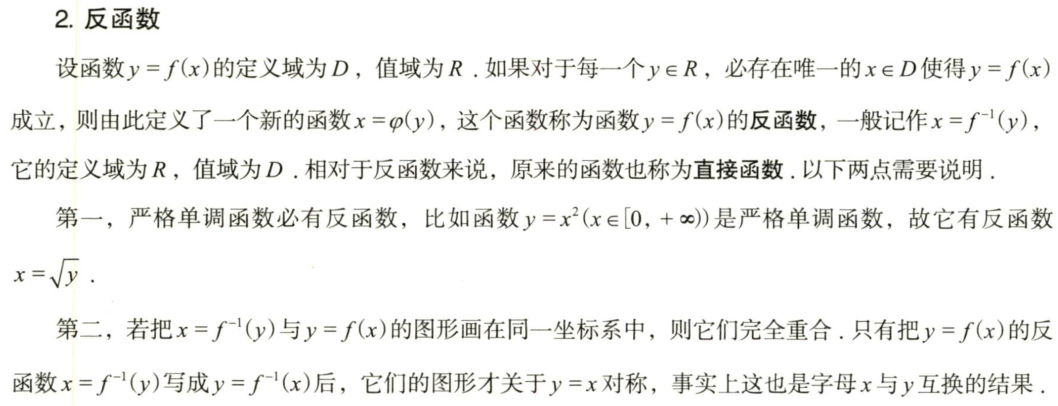 2. 反函数
设函数 y = f(x) 的定义域为 D，值域为 R．如果对于每一个 y ∈ R，必存在唯一的 x ∈ D 使得 y = f(x)
成立，则由此定义了一个新的函数 x = φ(y)，这个函数称为函数 y = f(x) 的反函数，一般记作 x = f⁻¹(y)，
它的定义域为 R，值域为 D．相对于反函数来说，原来的函数也称为直接函数．以下两点需要说明．
第一，严格单调函数必有反函数，比如函数 y = x²(x ∈ [0, + ∞)) 是严格单调函数，故它有反函数
x = √y．
第二，若把 x = f⁻¹(y) 与 y = f(x) 的图形画在同一坐标系中，则它们完全重合．只有把 y = f(x) 的反
函数 x = f⁻¹(y) 写成 y = f⁻¹(x) 后，它们的图形才关于 y = x 对称，事实上这也是字母 x 与 y 互换的结果．